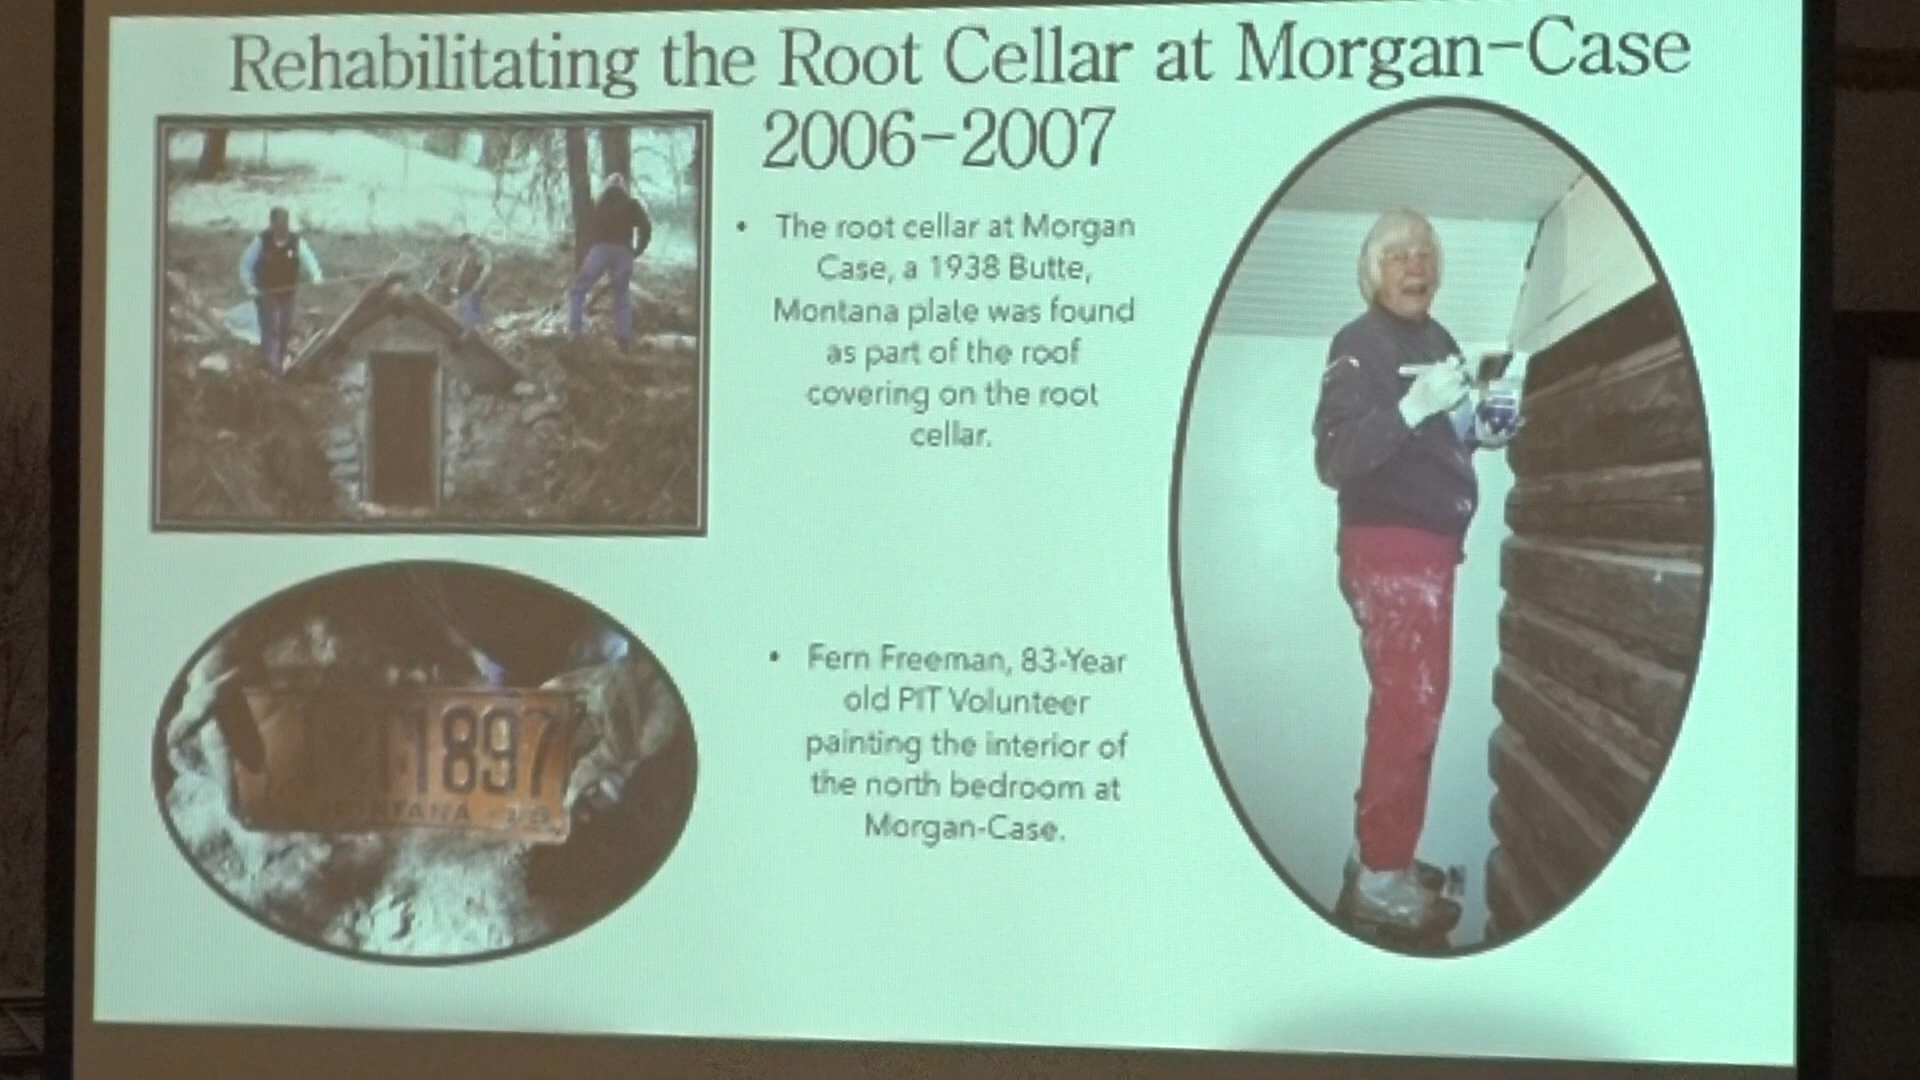 Rehabilitating the Root Cellar at Morgan-Case
2006-2007
• The root cellar at Morgan
Case, a 1938 Butte,
Montana plate was found
as part of the roof
covering on the root
cellar.
1897
• Fern Freeman, 83-Year
old PIT Volunteer
painting the interior of
the north bedroom at
Morgan-Case.